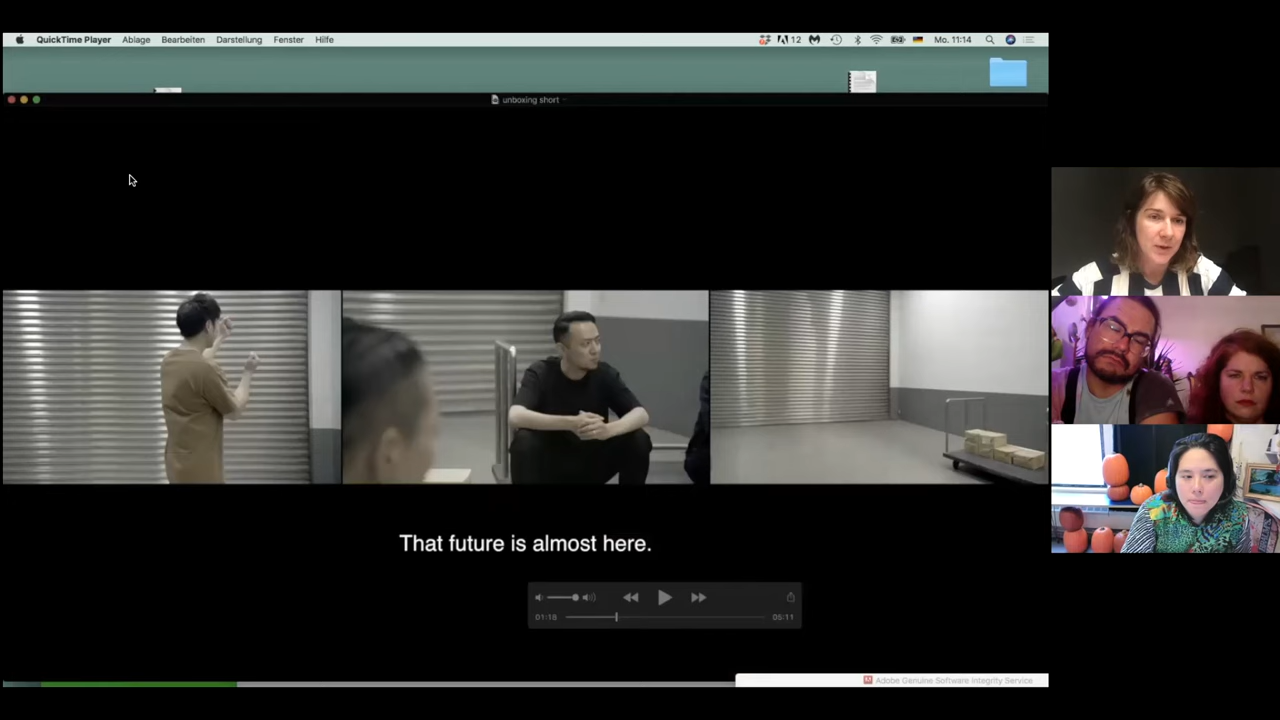 QuickTime Player Ablage Bearbeiten Darstellung Fenster Hilfe 12 Mo. 11:14
unboxing short
That future is almost here.
01:18 05:11
Adobe Genuine Software Integrity Service